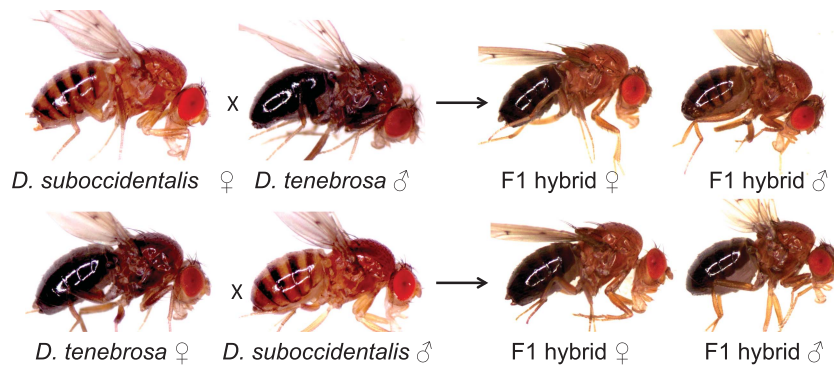 x
D. suboccidentalis ♀ D. tenebrosa ♂ F1 hybrid ♀ F1 hybrid ♂
x
D. tenebrosa ♀ D. suboccidentalis ♂ F1 hybrid ♀ F1 hybrid ♂